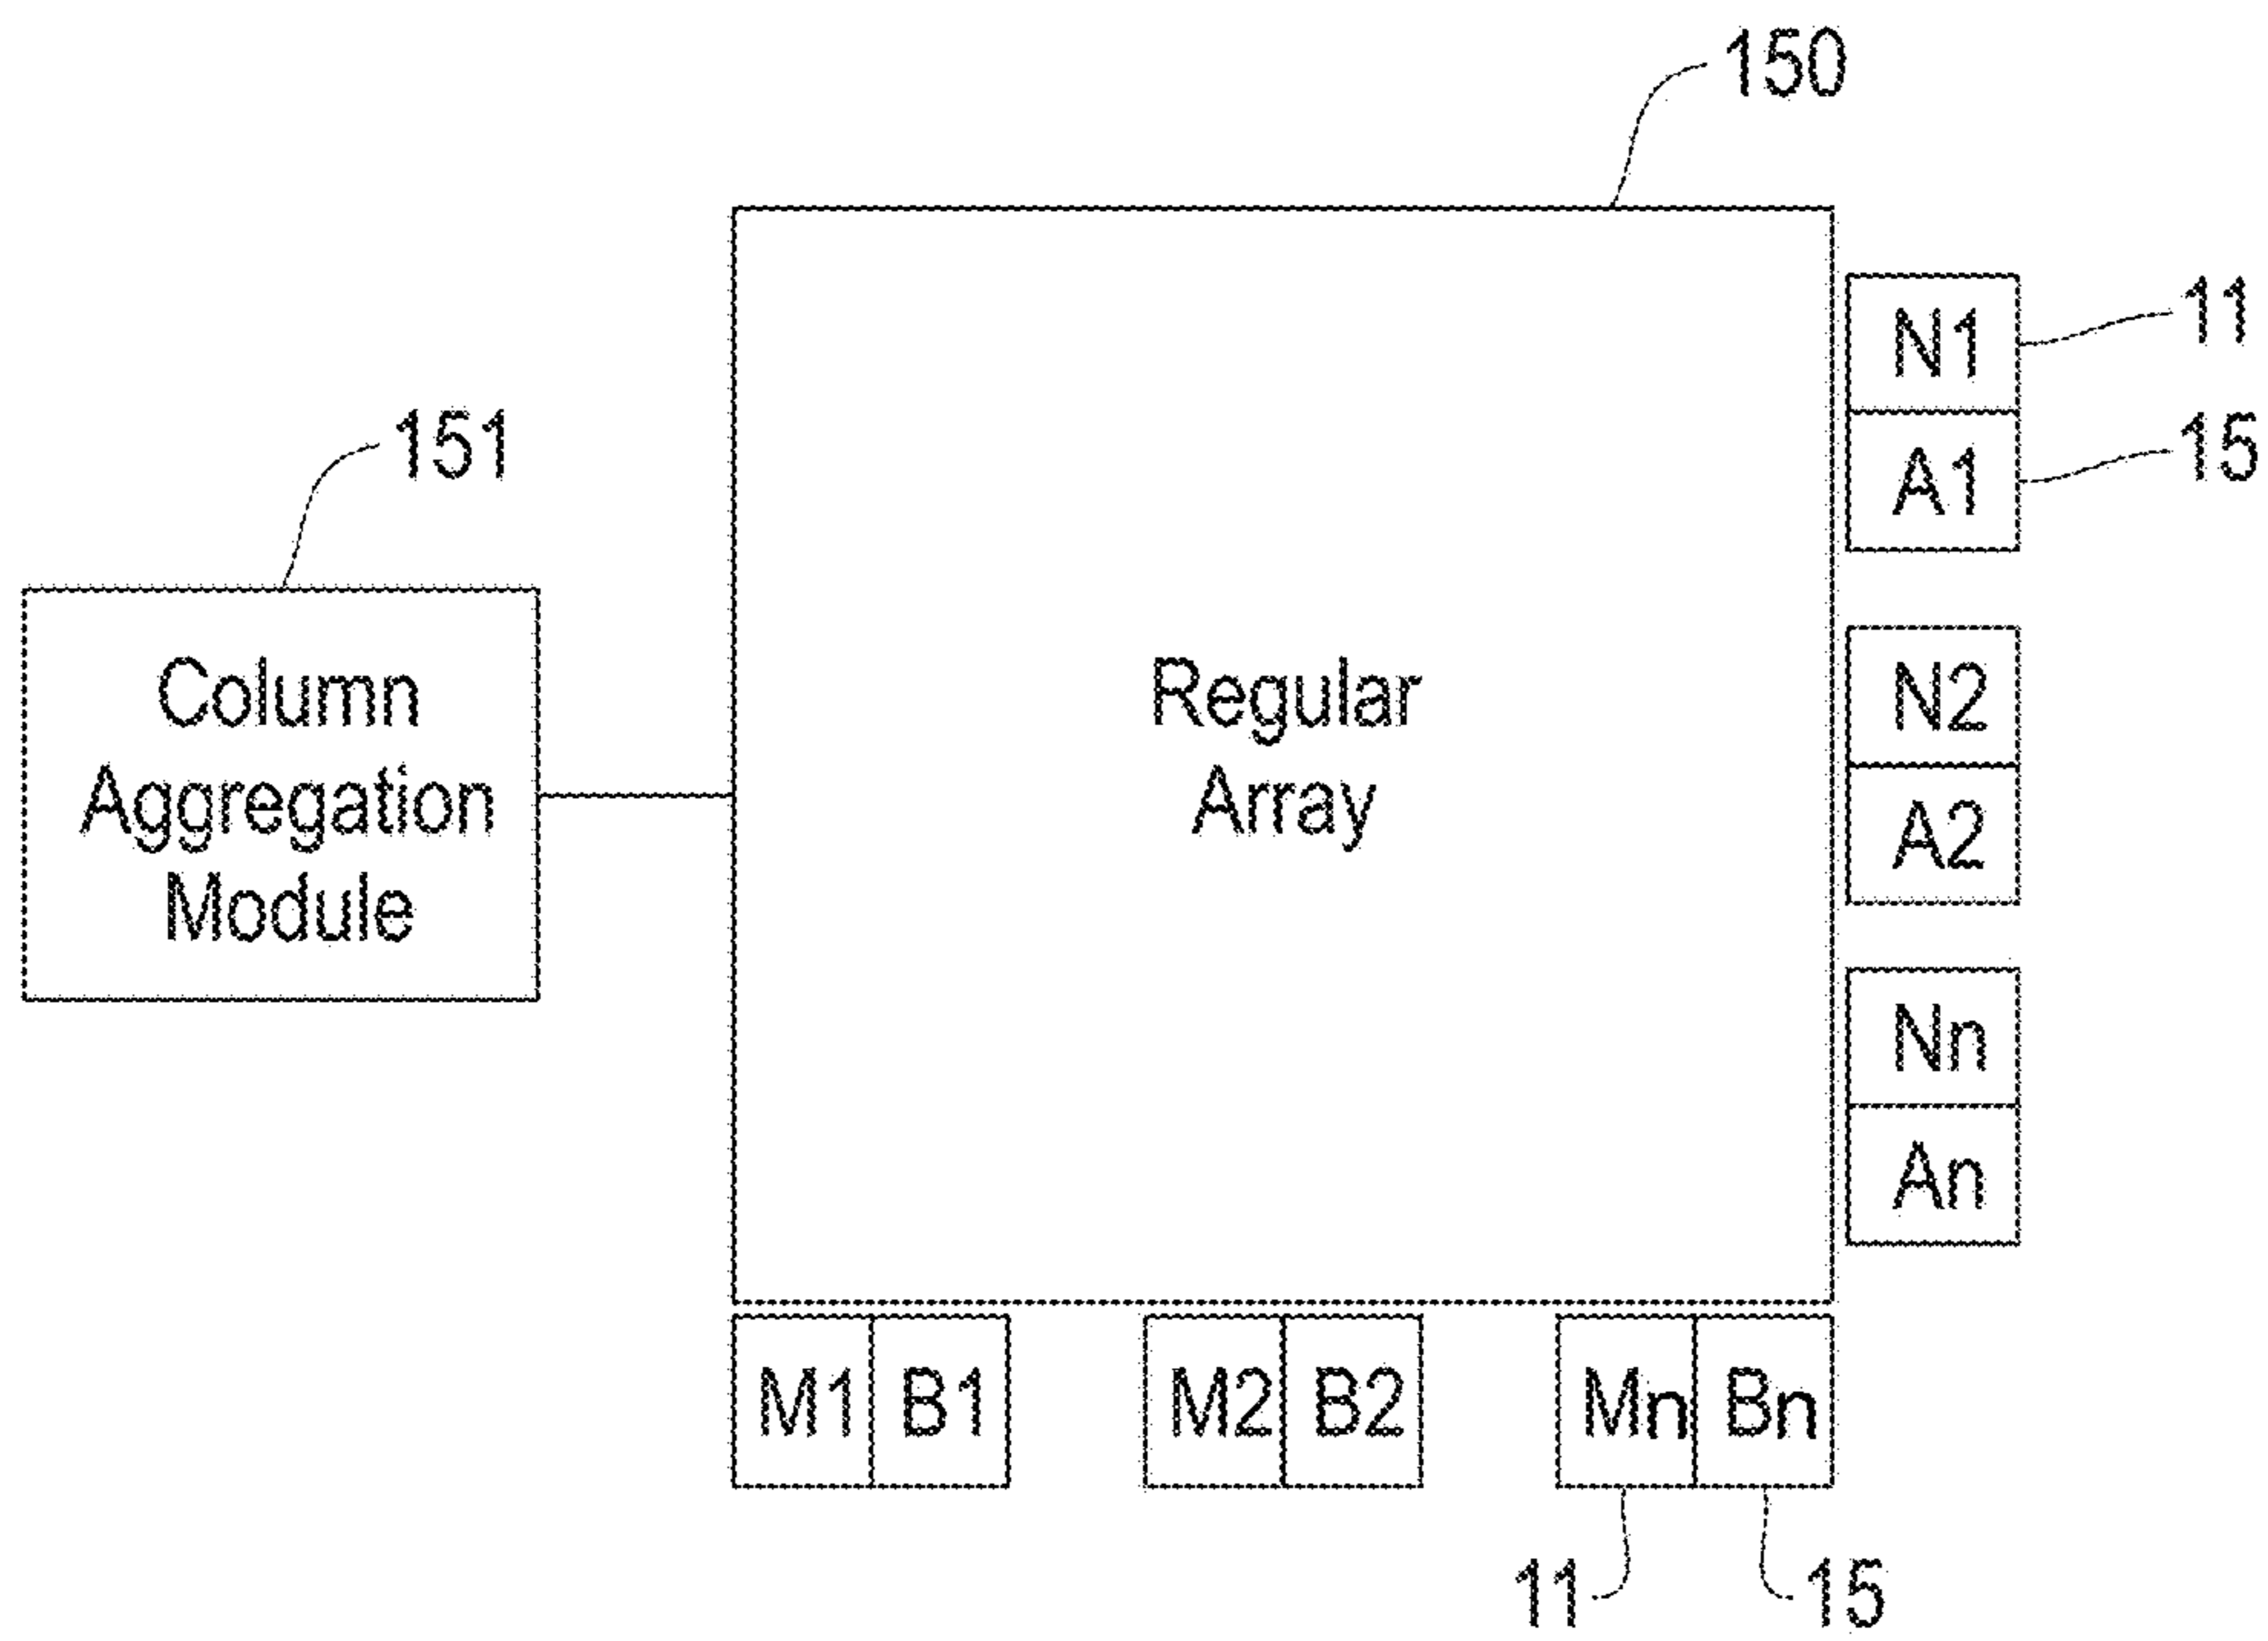 150
N1
11
A1
15
151
Column
Aggregation
Module
Regular
Array
N2
A2
Nn
An
M1
B1
M2
B2
Mn
Bn
11
15